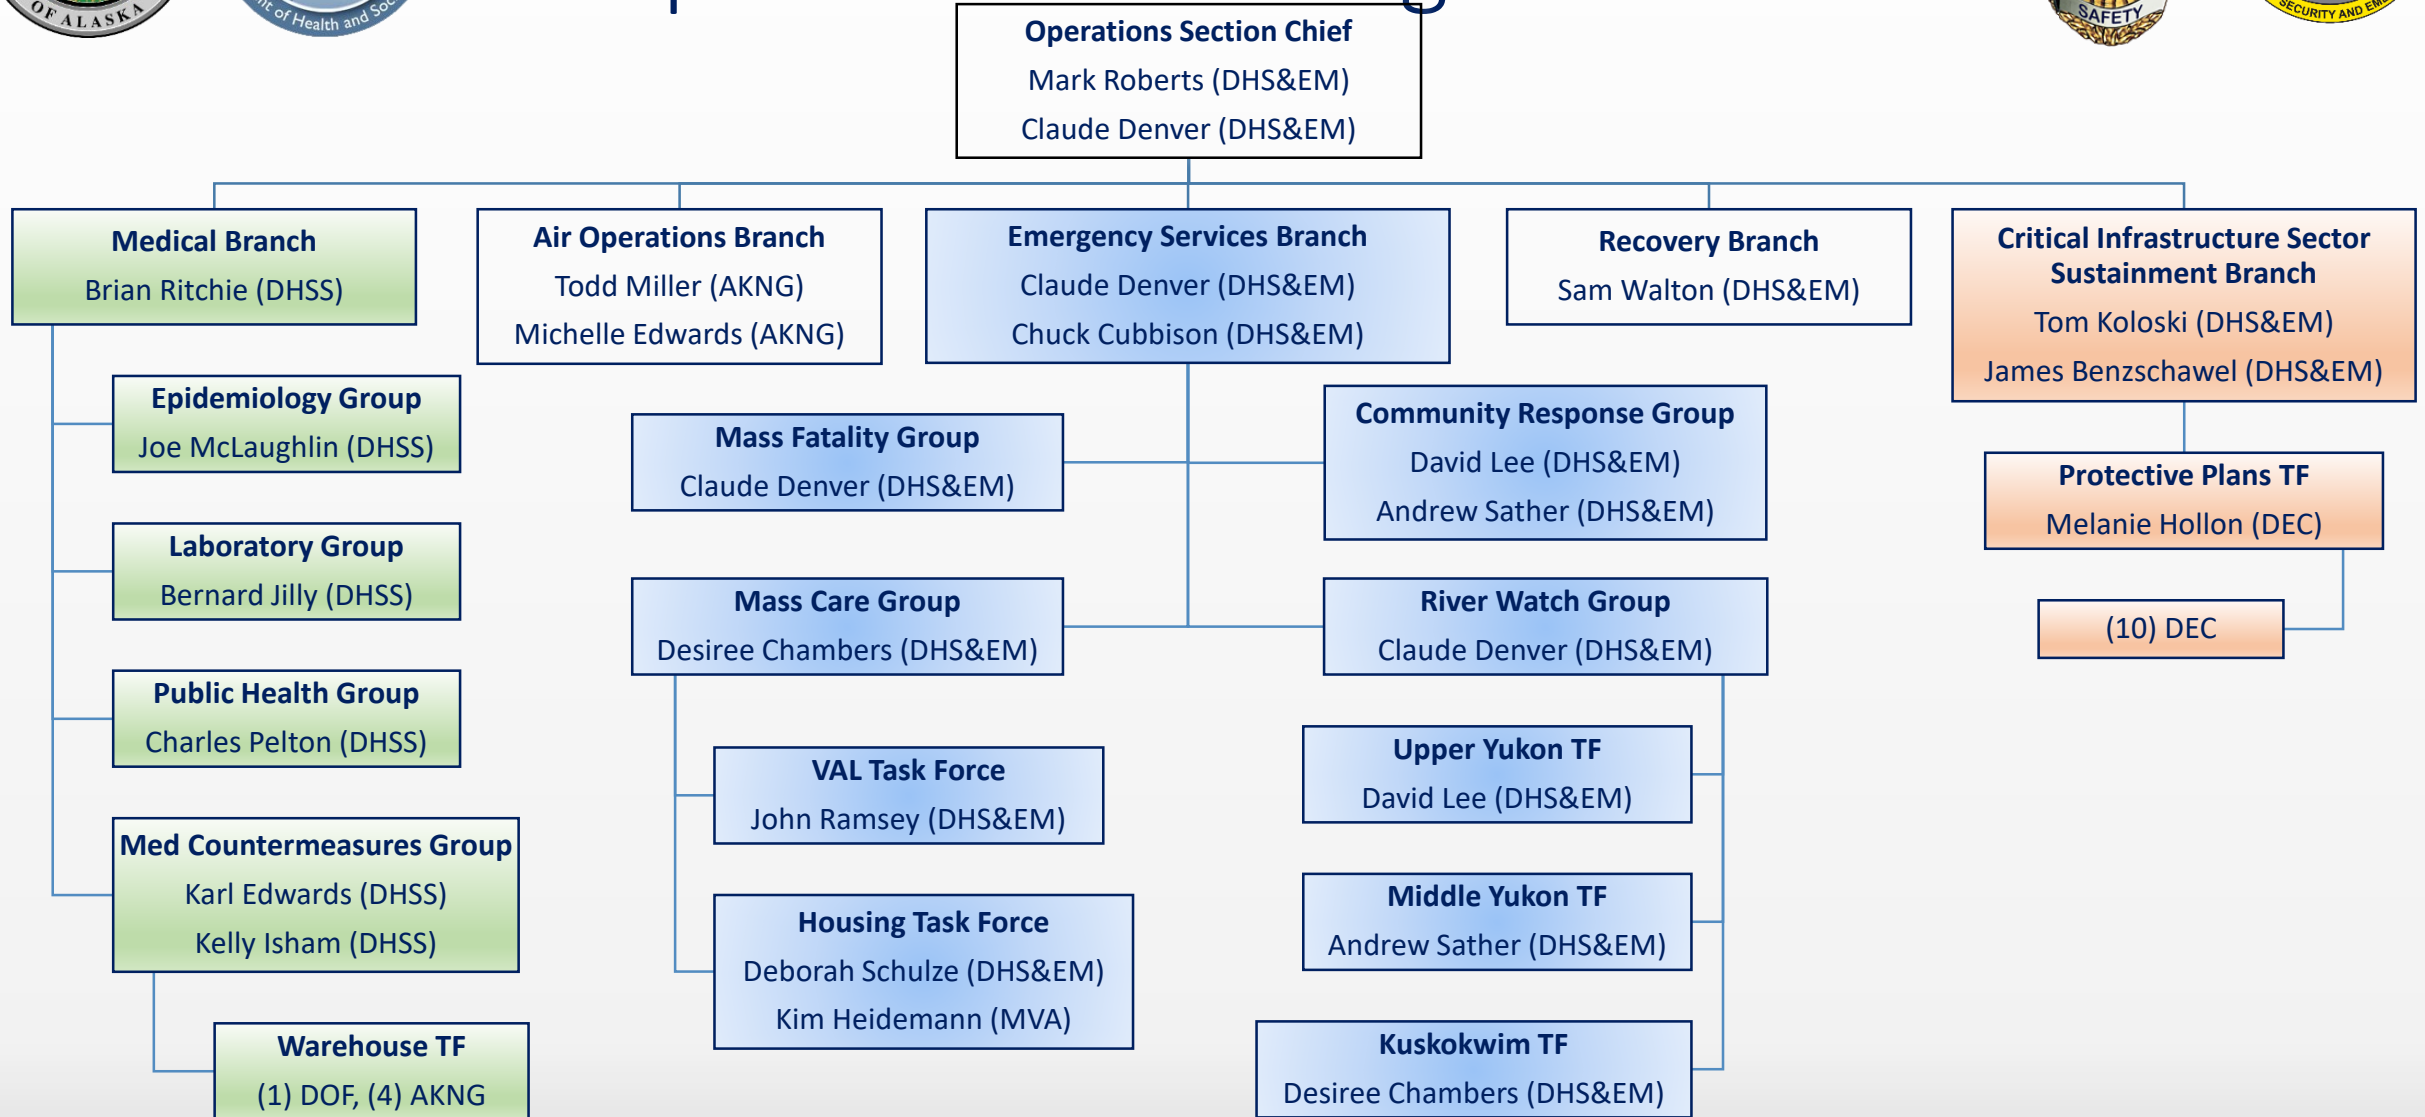 OF ALASKA
nt of Health and Soc
SAFETY
SECURITY AND EM
Operations Section Chief
Mark Roberts (DHS&EM)
Claude Denver (DHS&EM)
Medical Branch
Brian Ritchie (DHSS)
Epidemiology Group
Joe McLaughlin (DHSS)
Laboratory Group
Bernard Jilly (DHSS)
Public Health Group
Charles Pelton (DHSS)
Med Countermeasures Group
Karl Edwards (DHSS)
Kelly Isham (DHSS)
Warehouse TF
(1) DOF, (4) AKNG
Air Operations Branch
Todd Miller (AKNG)
Michelle Edwards (AKNG)
Emergency Services Branch
Claude Denver (DHS&EM)
Chuck Cubbison (DHS&EM)
Mass Fatality Group
Claude Denver (DHS&EM)
Community Response Group
David Lee (DHS&EM)
Andrew Sather (DHS&EM)
Mass Care Group
Desiree Chambers (DHS&EM)
VAL Task Force
John Ramsey (DHS&EM)
Housing Task Force
Deborah Schulze (DHS&EM)
Kim Heidemann (MVA)
River Watch Group
Claude Denver (DHS&EM)
Upper Yukon TF
David Lee (DHS&EM)
Middle Yukon TF
Andrew Sather (DHS&EM)
Kuskokwim TF
Desiree Chambers (DHS&EM)
Recovery Branch
Sam Walton (DHS&EM)
Critical Infrastructure Sector
Sustainment Branch
Tom Koloski (DHS&EM)
James Benzschawel (DHS&EM)
Protective Plans TF
Melanie Hollon (DEC)
(10) DEC